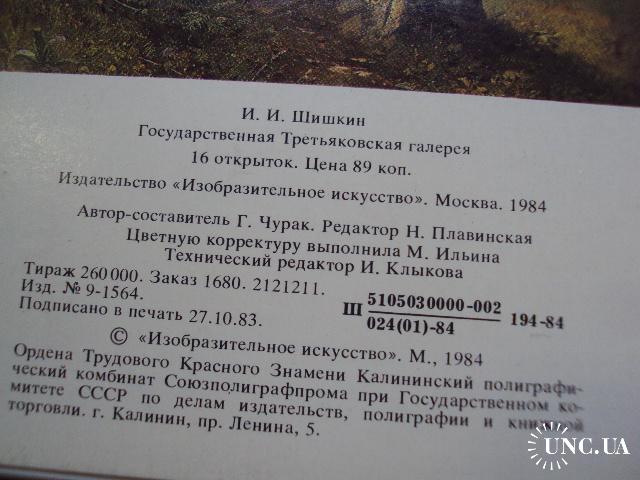 И. И. Шишкин
Государственная Третьяковская галерея
16 открыток. Цена 89 коп.
Издательство «Изобразительное искусство». Москва. 1984
Автор-составитель Г. Чурак. Редактор Н. Плавинская
Цветную корректуру выполнила М. Ильина
Технический редактор И. Клыкова
Тираж 260 000. Заказ 1680. 2121211.
Изд. № 9-1564.
Подписано в печать 27.10.83.
Ш 5105030000-002 194-84
024(01)-84
© «Изобразительное искусство». М., 1984
Ордена Трудового Красного Знамени Калининский полиграфи-
ческий комбинат Союзполиграфпрома при Государственном ко-
митете СССР по делам издательств, полиграфии и книжной
торговли. г. Калинин, пр. Ленина, 5.
UNC.UA